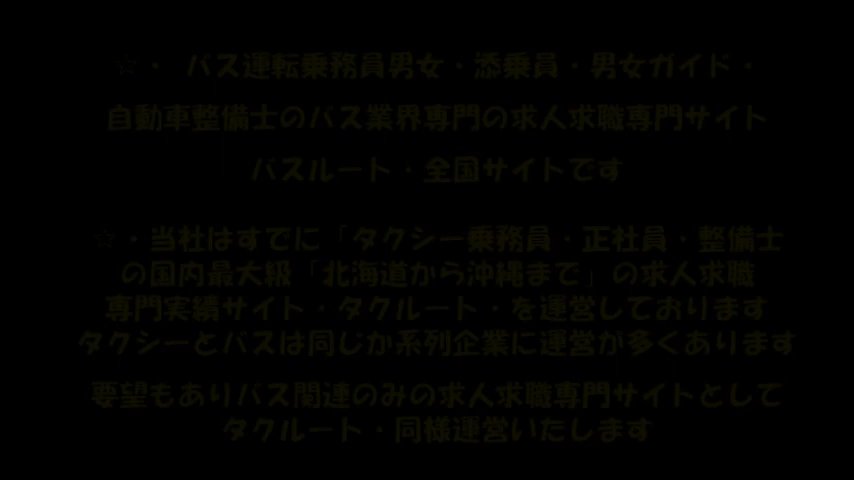 ☆・ バス運転乗務員男女・添乗員・男女ガイド・
自動車整備士のバス業界専門の求人求職専門サイト
バスルート・全国サイトです
☆・当社はすでに「タクシー乗務員・正社員・整備士
の国内最大級「北海道から沖縄まで」の求人求職
専門実績サイト・タクルート・を運営しております
タクシーとバスは同じか系列企業に運営が多くあります
要望もありバス関連のみの求人求職専門サイトとして
タクルート・同様運営いたします